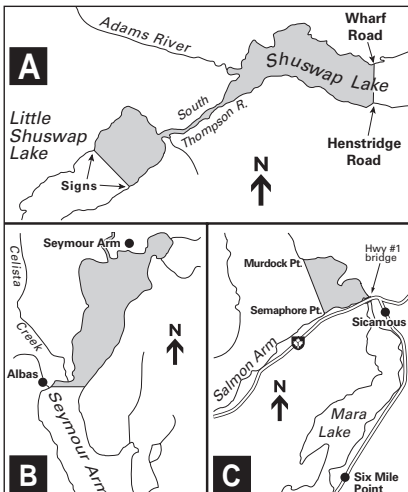 Adams River
Wharf
Road
A
Shuswap Lake
Little
Shuswap
Lake
South
Thompson R.
Signs
N
Henstridge
Road
Seymour Arm
Celista
Creek
N
Albas
Seymour Arm
B
Hwy #1
bridge
Murdock Pt.
Semaphore Pt.
Sicamous
Salmon Arm
N
Mara
Lake
C
Six Mile
Point